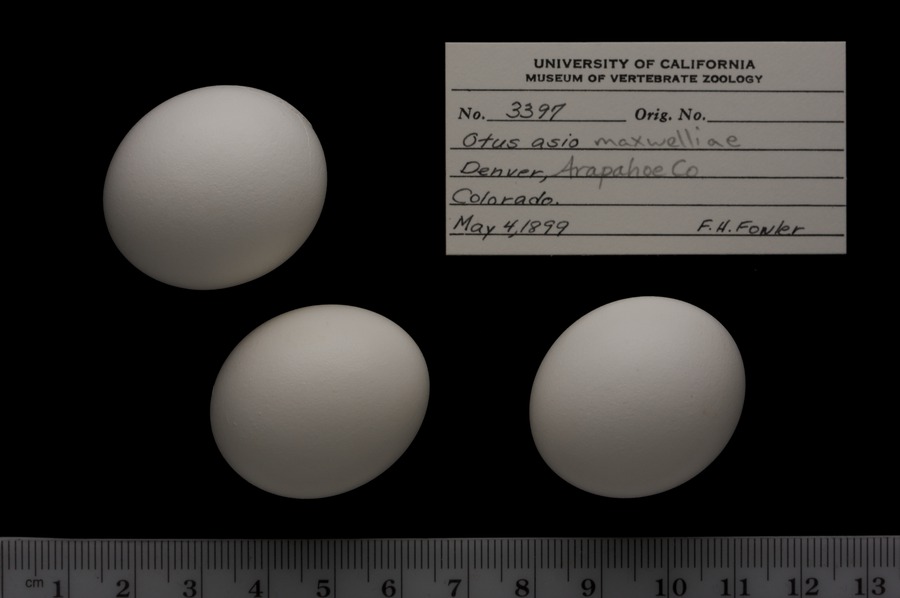 UNIVERSITY OF CALIFORNIA
MUSEUM OF VERTEBRATE ZOOLOGY
No. 3397 Orig. No.
Otus asio maxwelliae
Denver, Arapahoe Co
Colorado.
May 4, 1899 F. H. Fowler
cm 1 2 3 4 5 6 7 8 9 10 11 12 13